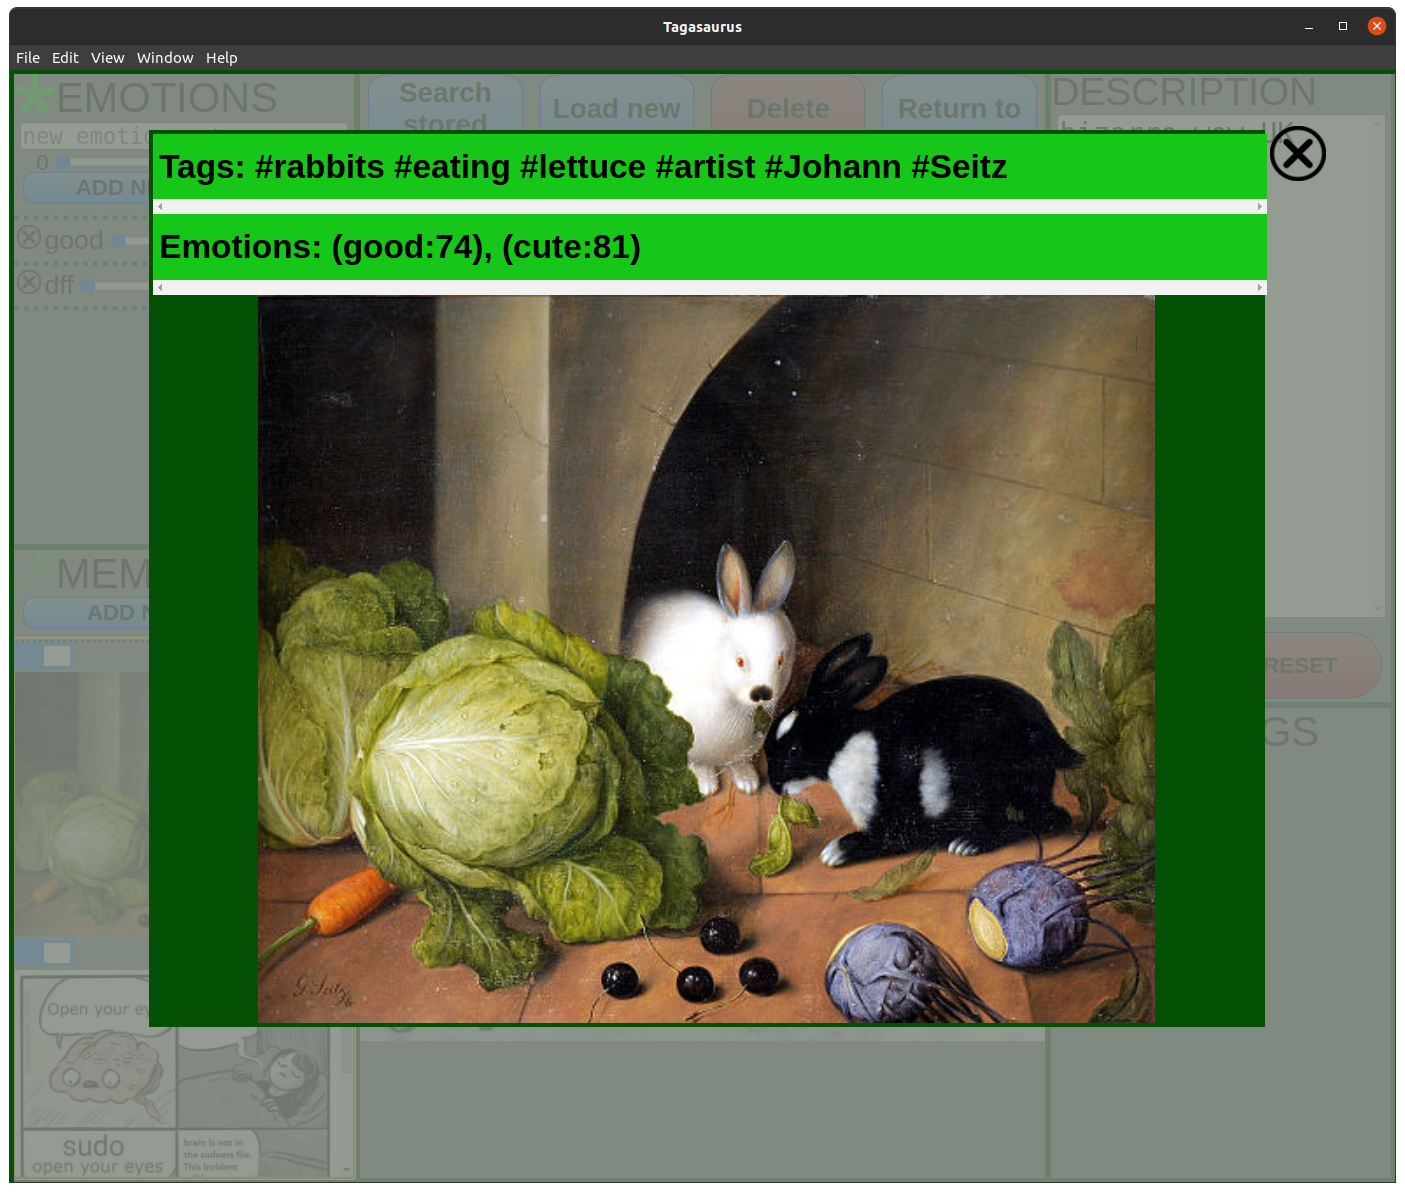 Tagasaurus
File Edit View Window Help
EMOTIONS
Search stored
Load new
Delete
Return to
DESCRIPTION
new emotio
0
ADD N
good
dff
Tags: #rabbits #eating #lettuce #artist #Johann #Seitz
Emotions: (good:74), (cute:81)
MEM
ADD N
RESET
GS
G Seitz
Open your ey
sudo
open your eyes
brain is not in
the sudoers file.
This incident